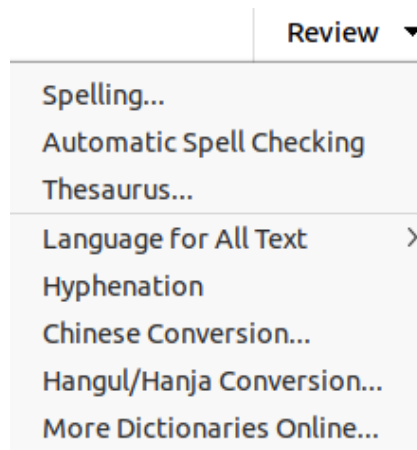 Review
Spelling...
Automatic Spell Checking
Thesaurus...
Language for All Text
Hyphenation
Chinese Conversion...
Hangul/Hanja Conversion...
More Dictionaries Online...